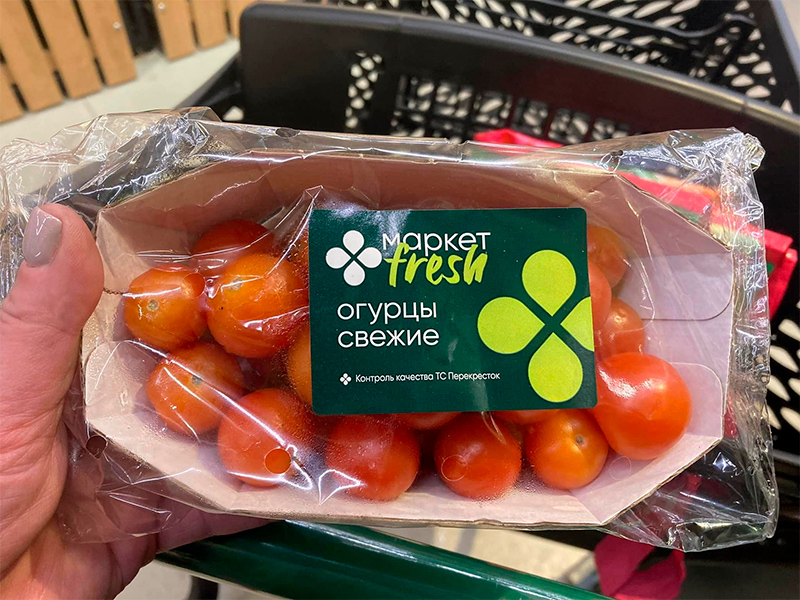 маркет
fresh
огурцы
свежие
Контроль качества ТС Перекресток